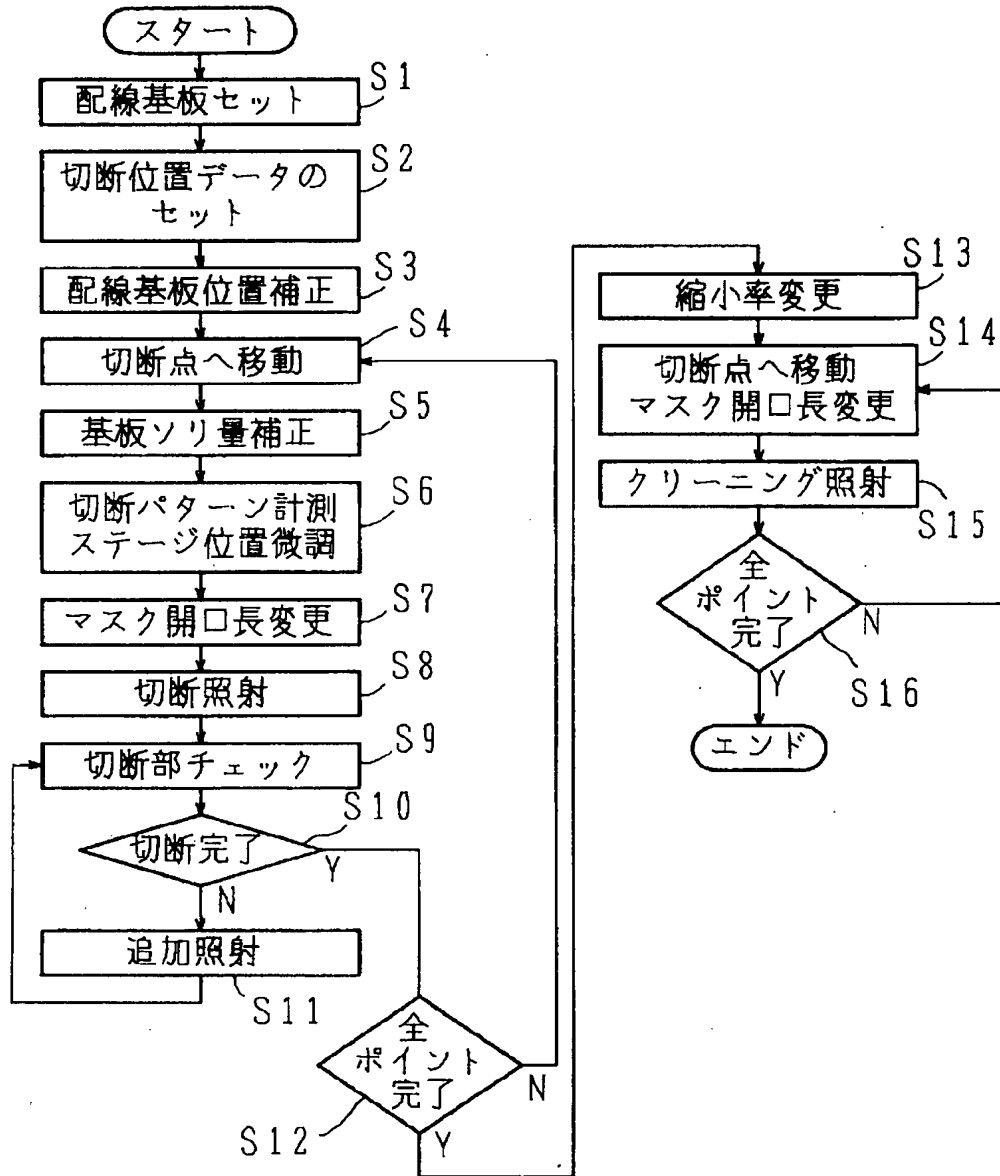 スタート
S1
配線基板セット
S2
切断位置データの
セット
S3
配線基板位置補正
S4
切断点へ移動
S5
基板ソリ量補正
S6
切断パターン計測
ステージ位置微調
S7
マスク開口長変更
S8
切断照射
S9
切断部チェック
S10
切断完了
Y
N
追加照射
S11
全
ポイント
完了
N
S12
Y
S13
縮小率変更
S14
切断点へ移動
マスク開口長変更
クリーニング照射
S15
全
ポイント
完了
N
Y
S16
エンド